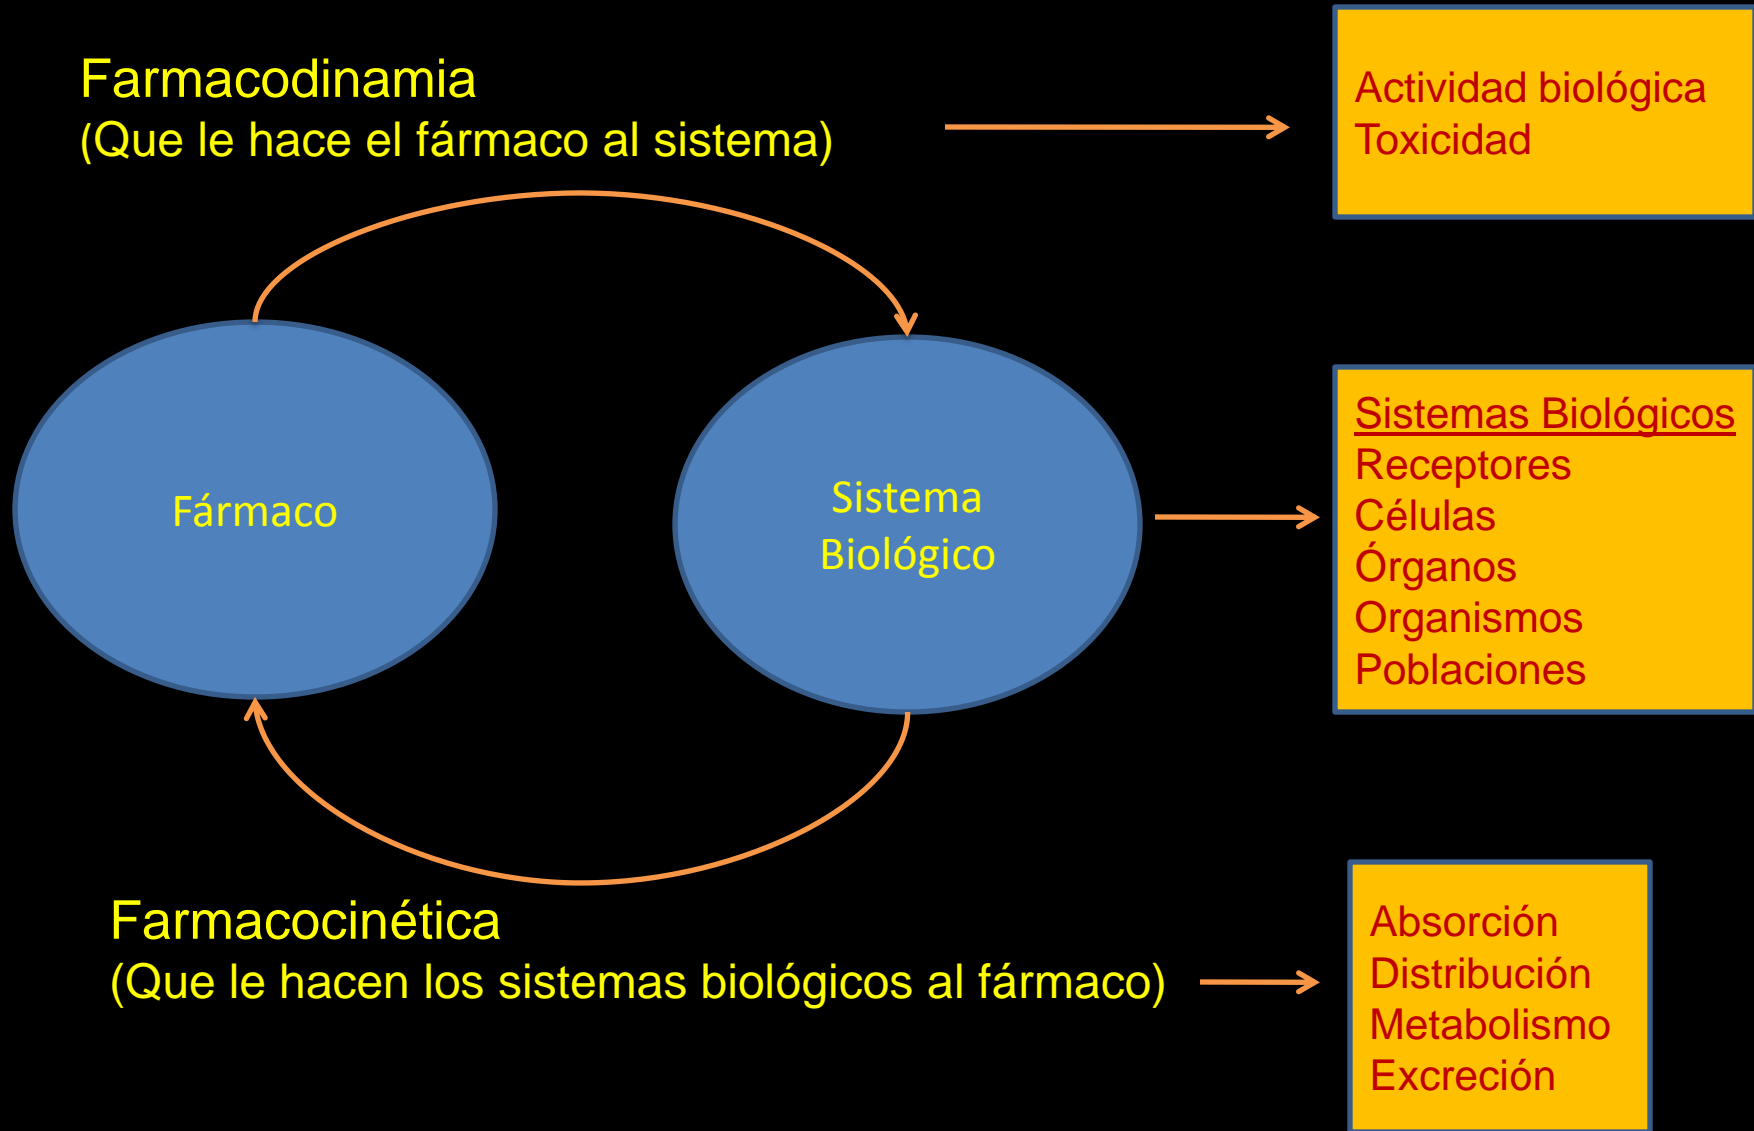 Farmacodinamia
(Que le hace el fármaco al sistema)
Actividad biológica
Toxicidad
Fármaco
Sistema
Biológico
Sistemas Biológicos
Receptores
Células
Órganos
Organismos
Poblaciones
Farmacocinética
(Que le hacen los sistemas biológicos al fármaco)
Absorción
Distribución
Metabolismo
Excreción